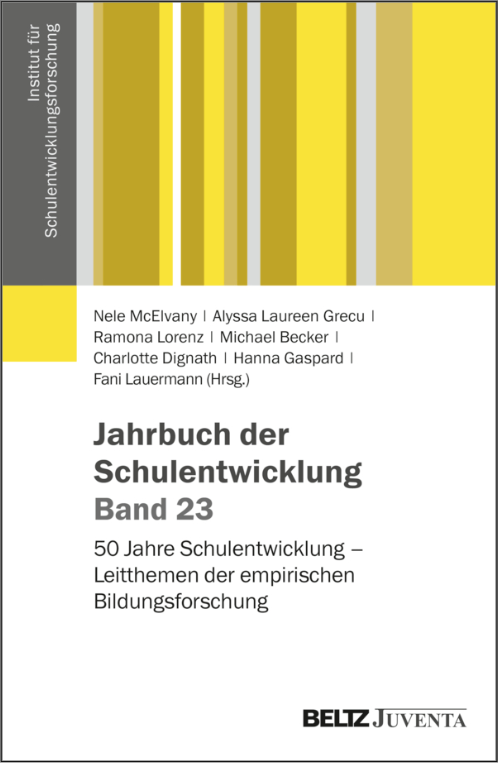 Institut für
Schulentwicklungsforschung
Nele McElvany | Alyssa Laureen Grecu |
Ramona Lorenz | Michael Becker |
Charlotte Dignath | Hanna Gaspard |
Fani Lauermann (Hrsg.)
Jahrbuch der
Schulentwicklung
Band 23
50 Jahre Schulentwicklung –
Leitthemen der empirischen
Bildungsforschung
BELTZ JUVENTA